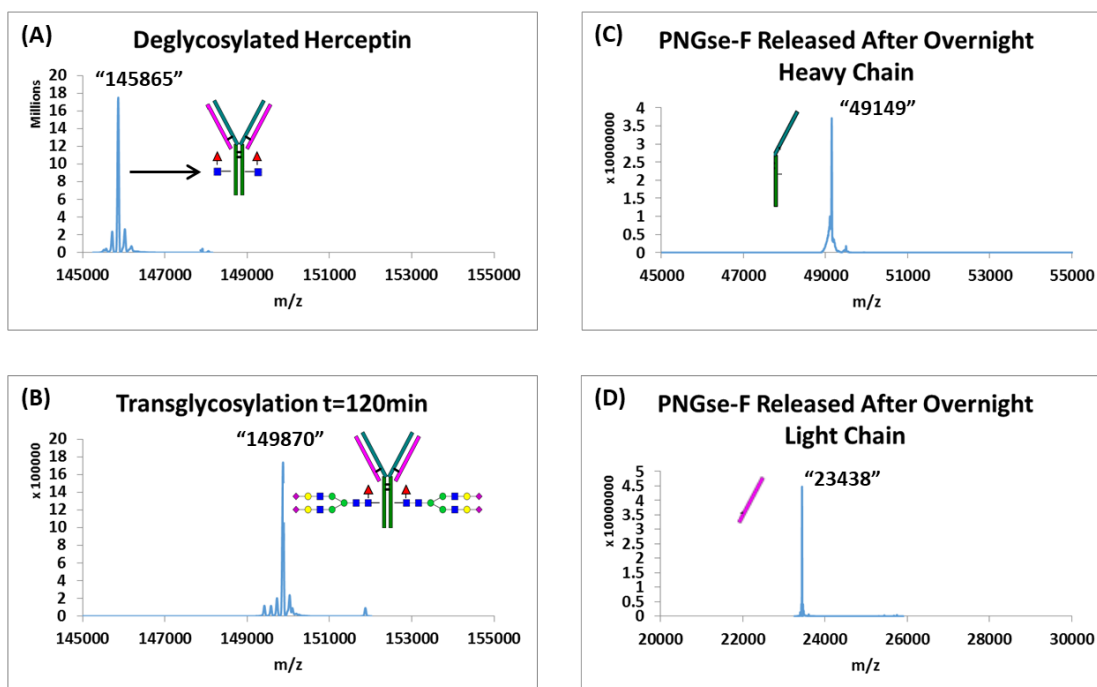 (A)
Deglycosylated Herceptin
“145865”
Millions
20
18
16
14
12
10
8
6
4
2
0
145000 147000 149000 151000 153000 155000
m/z
(B)
Transglycosylation t=120min
“149870”
x 100000
20
18
16
14
12
10
8
6
4
2
0
145000 147000 149000 151000 153000 155000
m/z
(C)
PNGse-F Released After Overnight
Heavy Chain
“49149”
x 10000000
4
3.5
3
2.5
2
1.5
1
0.5
0
45000 47000 49000 51000 53000 55000
m/z
(D)
PNGse-F Released After Overnight
Light Chain
“23438”
x 10000000
4.5
4
3.5
3
2.5
2
1.5
1
0.5
0
20000 22000 24000 26000 28000 30000
m/z